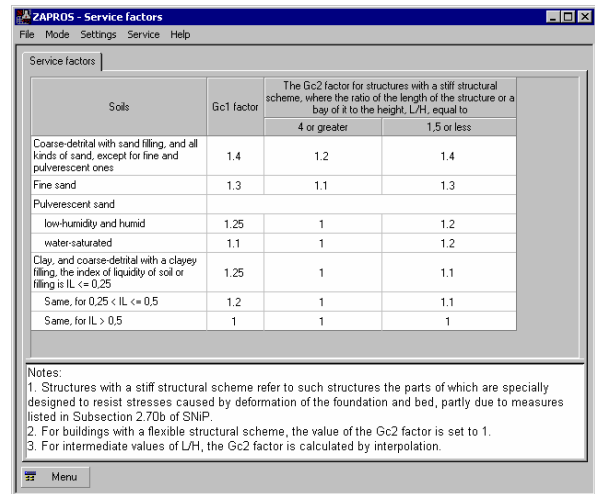 ZAPROS - Service factors
File Mode Settings Service Help
Service factors
Soils
Gc1 factor
The Gc2 factor for structures with a stiff structural
scheme, where the ratio of the length of the structure or a
bay of it to the height, L/H, equal to
4 or greater
1,5 or less
Coarse-detrital with sand filling, and all
kinds of sand, except for fine and
pulverescent ones
1.4 1.2 1.4
Fine sand 1.3 1.1 1.3
Pulverescent sand
low-humidity and humid 1.25 1 1.2
water-saturated 1.1 1 1.2
Clay, and coarse-detrital with a clayey
filling, the index of liquidity of soil or
filling is IL <= 0,25
1.25 1 1.1
Same, for 0,25 < IL <= 0,5 1.2 1 1.1
Same, for IL > 0,5 1 1 1
Notes:
1. Structures with a stiff structural scheme refer to such structures the parts of which are specially
designed to resist stresses caused by deformation of the foundation and bed, partly due to measures
listed in Subsection 2.70b of SNiP.
2. For buildings with a flexible structural scheme, the value of the Gc2 factor is set to 1.
3. For intermediate values of L/H, the Gc2 factor is calculated by interpolation.
Menu